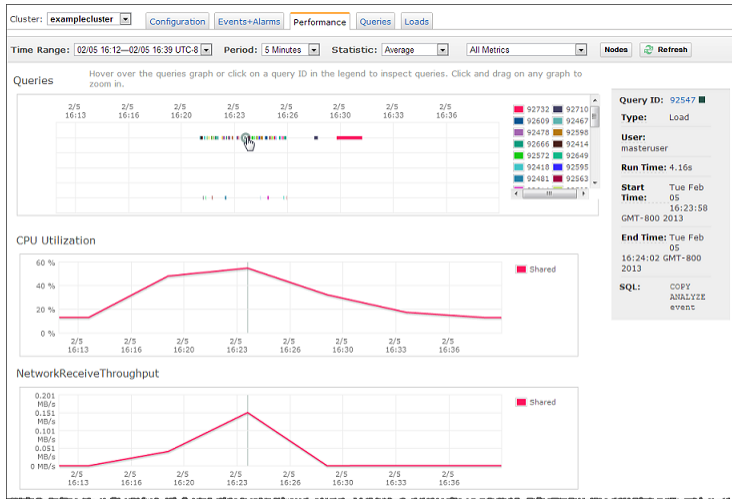 Cluster: examplecluster Configuration Events+Alarms Performance Queries Loads
Time Range: 02/05 16:12—02/05 16:39 UTC-8 Period: 5 Minutes Statistic: Average All Metrics Nodes Refresh
Queries
Hover over the queries graph or click on a query ID in the legend to inspect queries. Click and drag on any graph to
zoom in.
2/5 2/5 2/5 2/5 2/5 2/5 2/5 2/5
16:13 16:16 16:20 16:23 16:26 16:30 16:33 16:36
92732 92710
92609 92467
92478 92598
92666 92414
92572 92649
92418 92595
92481 92563
Query ID: 92547
Type: Load
User:
masteruser
Run Time: 4.16s
Start Tue Feb
Time: 05
16:23:58
GMT-800 2013
End Time: Tue Feb
05
16:24:02 GMT-800
2013
SQL: COPY
ANALYZE
event
CPU Utilization
60 %
40 %
20 %
0 %
2/5 2/5 2/5 2/5 2/5 2/5 2/5 2/5
16:13 16:16 16:20 16:23 16:26 16:30 16:33 16:36
Shared
NetworkReceiveThroughput
0.201
MB/s
0.151
MB/s
0.101
MB/s
0.051
MB/s
0 MB/s
2/5 2/5 2/5 2/5 2/5 2/5 2/5 2/5
16:13 16:16 16:20 16:23 16:26 16:30 16:33 16:36
Shared